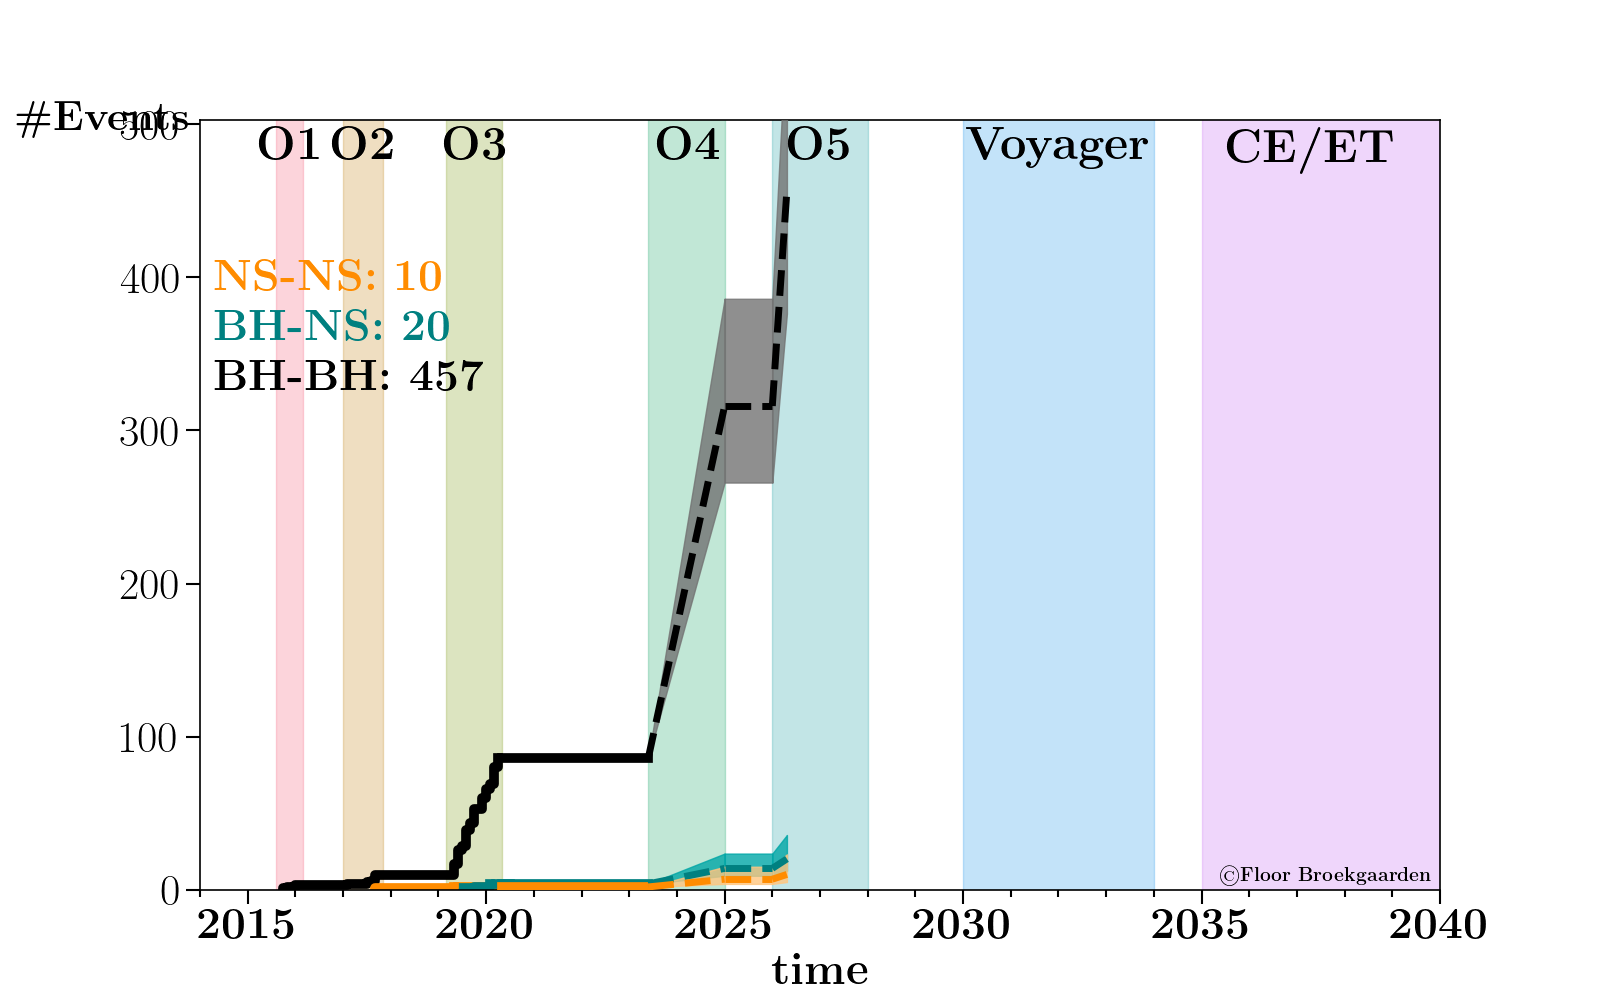 #Events
500
O1 O2 O3 O4 O5 Voyager CE/ET
400
NS-NS: 10
BH-NS: 20
BH-BH: 457
300
200
100
0
©Floor Broekgaarden
2015 2020 2025 2030 2035 2040
time